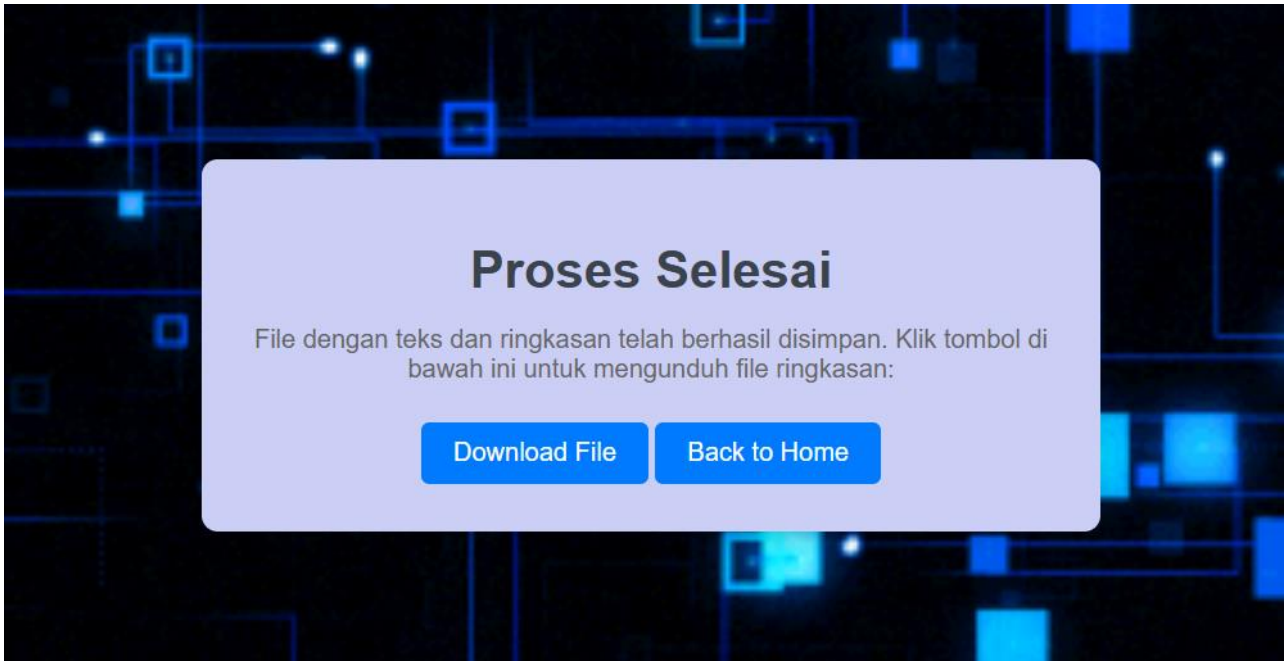 Proses Selesai
File dengan teks dan ringkasan telah berhasil disimpan. Klik tombol di
bawah ini untuk mengunduh file ringkasan:
Download File
Back to Home